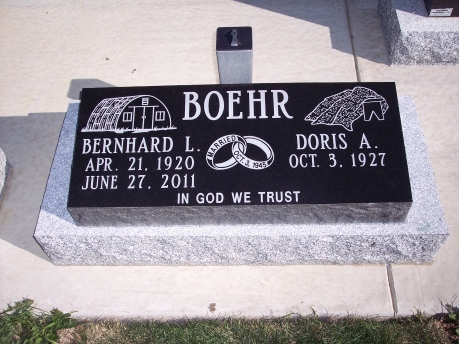 BOEHR
BERNHARD L.
APR. 21, 1920
JUNE 27, 2011
MARRIED
OCT. 3, 1945
DORIS A.
OCT. 3, 1927
IN GOD WE TRUST